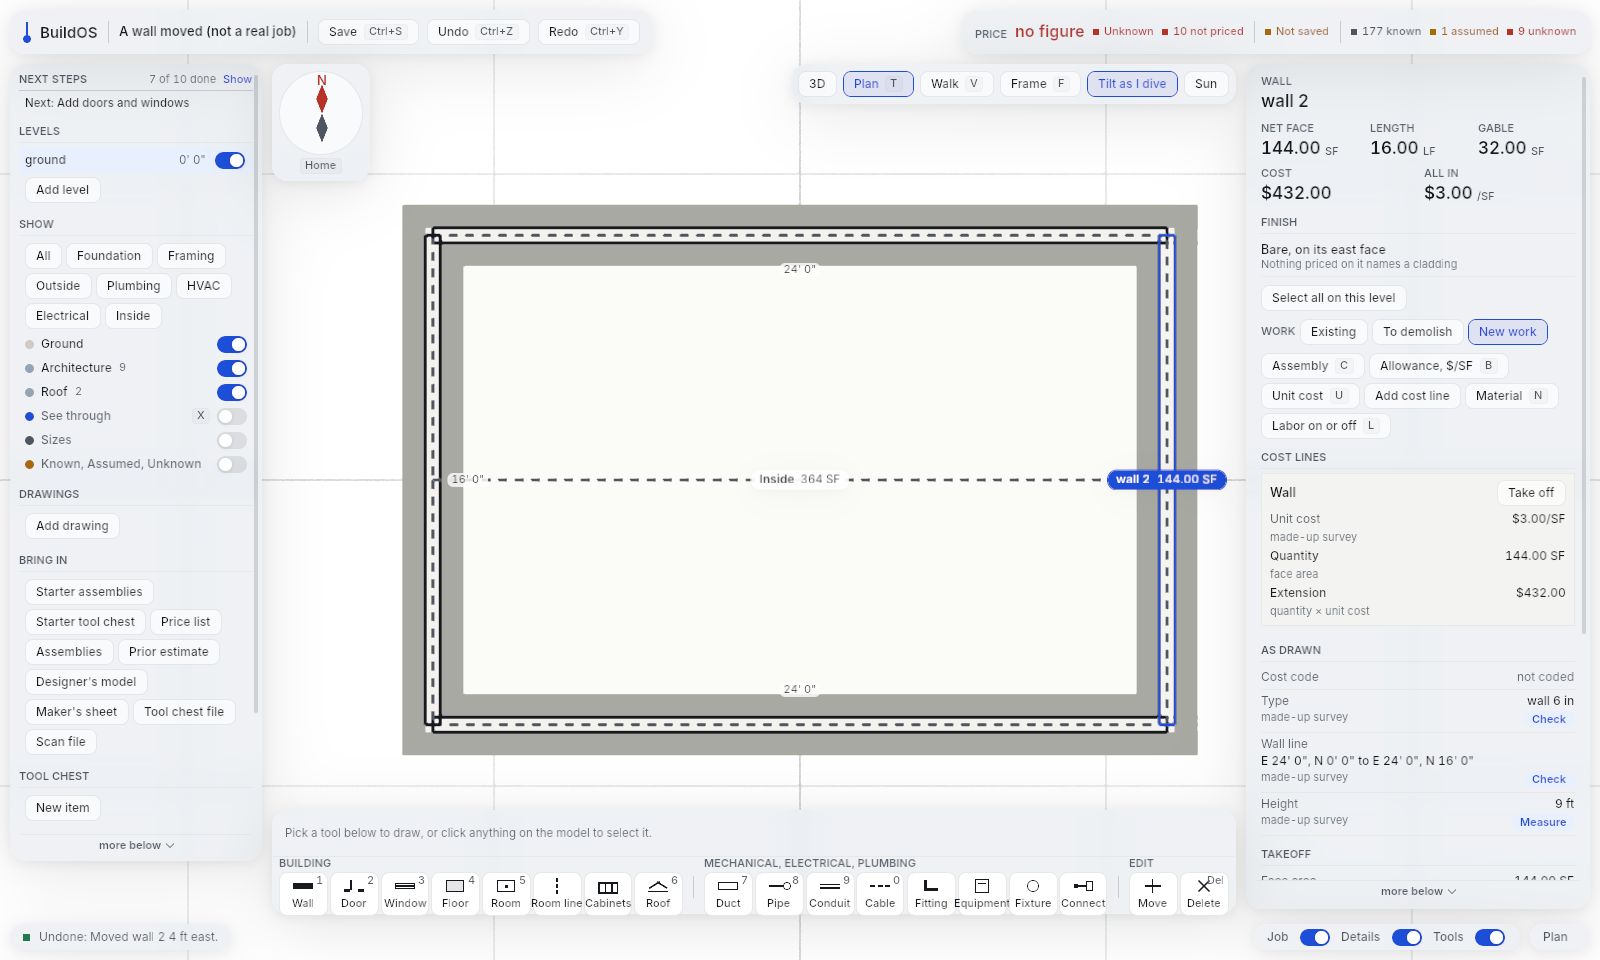 BuildOS
A wall moved (not a real job)
Save Ctrl+S
Undo Ctrl+Z
Redo Ctrl+Y
PRICE no figure Unknown 10 not priced Not saved 177 known 1 assumed 9 unknown
NEXT STEPS 7 of 10 done Show
Next: Add doors and windows
LEVELS
ground 0' 0"
Add level
SHOW
All Foundation Framing
Outside Plumbing HVAC
Electrical Inside
Ground
Architecture 9
Roof 2
See through X
Sizes
Known, Assumed, Unknown
DRAWINGS
Add drawing
BRING IN
Starter assemblies
Starter tool chest Price list
Assemblies Prior estimate
Designer's model
Maker's sheet Tool chest file
Scan file
TOOL CHEST
New item
more below
N
Home
3D Plan T Walk V Frame F Tilt as I dive Sun
24' 0"
16' 0"
Inside 364 SF
wall 2 144.00 SF
24' 0"
Pick a tool below to draw, or click anything on the model to select it.
BUILDING
Wall 1
Door 2
Window 3
Floor 4
Room 5
Room line
Cabinets
Roof 6
MECHANICAL, ELECTRICAL, PLUMBING
Duct 7
Pipe 8
Conduit 9
Cable 0
Fitting
Equipment
Fixture
Connect
EDIT
Move
Delete Del
WALL
wall 2
NET FACE LENGTH GABLE
144.00 SF 16.00 LF 32.00 SF
COST ALL IN
$432.00 $3.00 /SF
FINISH
Bare, on its east face
Nothing priced on it names a cladding
Select all on this level
WORK Existing To demolish New work
Assembly C Allowance, $/SF B
Unit cost U Add cost line Material N
Labor on or off L
COST LINES
Wall Take off
Unit cost $3.00/SF
made-up survey
Quantity 144.00 SF
face area
Extension $432.00
quantity × unit cost
AS DRAWN
Cost code not coded
Type wall 6 in
made-up survey Check
Wall line
E 24' 0", N 0' 0" to E 24' 0", N 16' 0"
made-up survey Check
Height 9 ft
made-up survey Measure
TAKEOFF
Face area 144.00 SF
more below
Undone: Moved wall 2 4 ft east.
Job Details Tools Plan